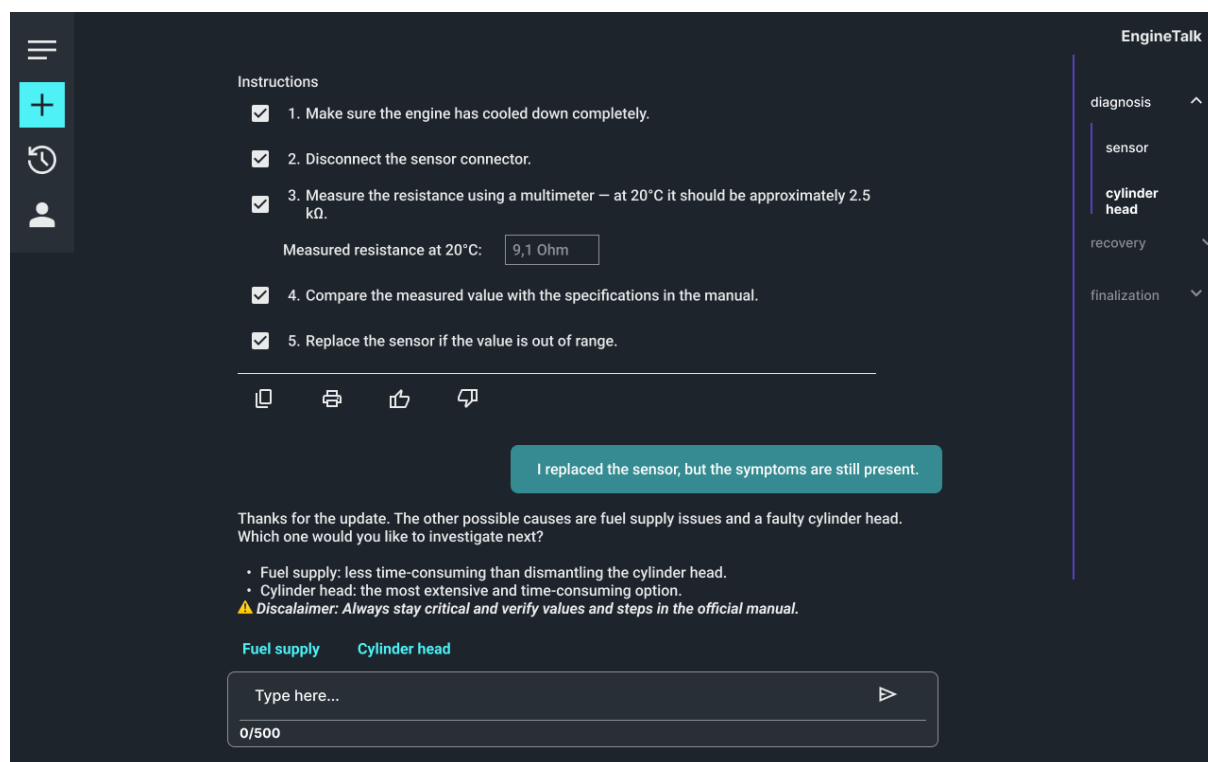 EngineTalk
Instructions
1. Make sure the engine has cooled down completely.
2. Disconnect the sensor connector.
3. Measure the resistance using a multimeter — at 20°C it should be approximately 2.5
kΩ.
Measured resistance at 20°C:
9,1 Ohm
4. Compare the measured value with the specifications in the manual.
5. Replace the sensor if the value is out of range.
I replaced the sensor, but the symptoms are still present.
Thanks for the update. The other possible causes are fuel supply issues and a faulty cylinder head.
Which one would you like to investigate next?
• Fuel supply: less time-consuming than dismantling the cylinder head.
• Cylinder head: the most extensive and time-consuming option.
Discalaimer: Always stay critical and verify values and steps in the official manual.
Fuel supply
Cylinder head
Type here...
0/500
diagnosis
sensor
cylinder
head
recovery
finalization